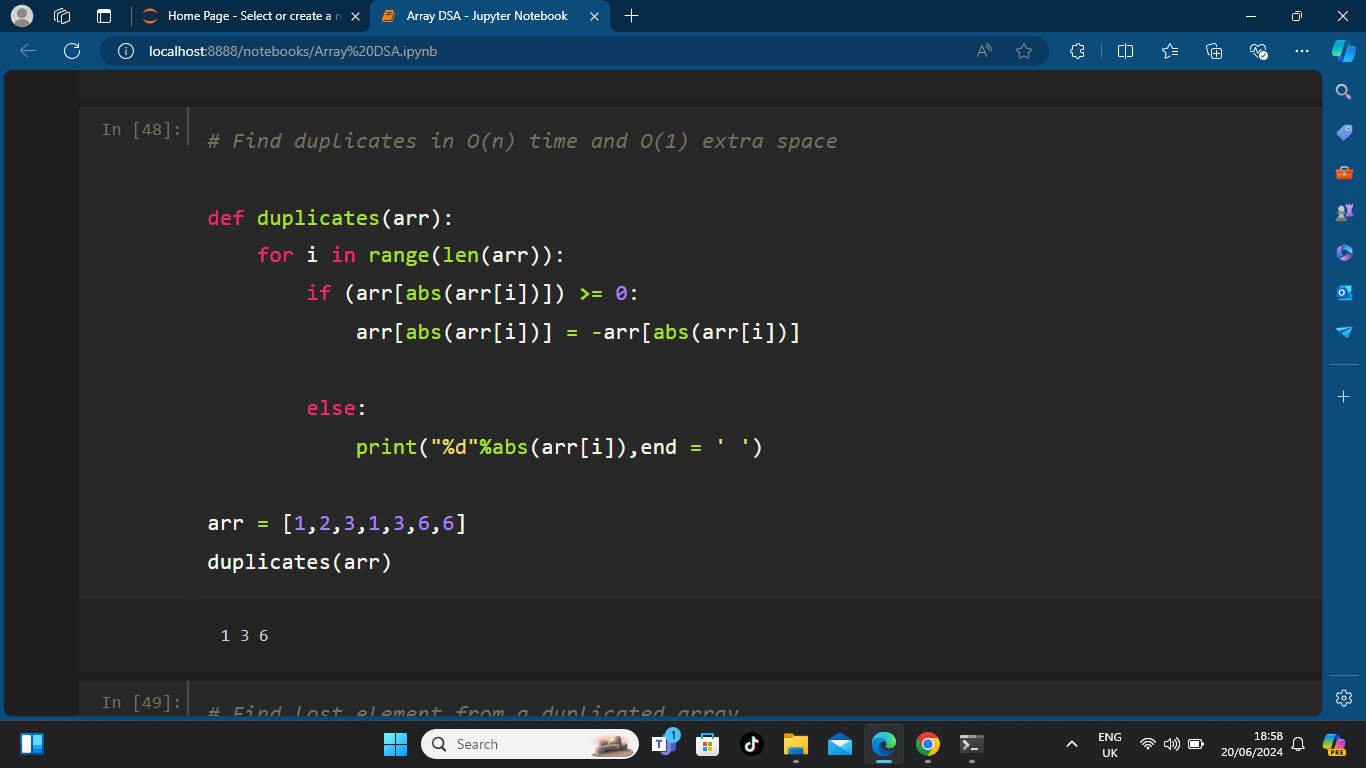 Home Page - Select or create a n
Array DSA - Jupyter Notebook
localhost:8888/notebooks/Array%20DSA.ipynb
In [48]:
# Find duplicates in O(n) time and O(1) extra space
def duplicates(arr):
    for i in range(len(arr)):
        if (arr[abs(arr[i])]) >= 0:
            arr[abs(arr[i])] = -arr[abs(arr[i])]
        else:
            print("%d"%abs(arr[i]),end = ' ')
arr = [1,2,3,1,3,6,6]
duplicates(arr)
1 3 6
In [49]:
# Find lost element from a duplicated array
Search
1
ENG
UK
18:58
20/06/2024
PRE